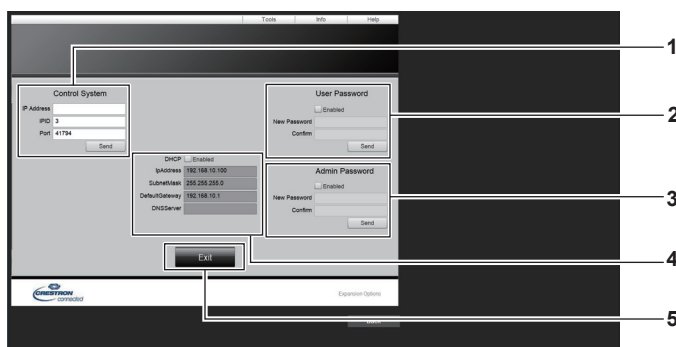 Tools Info Help
1
Control System
IP Address
IPID 3
Port 41794
Send
User Password
Enabled
New Password
Confirm
Send
2
DHCP Enabled
IpAddress 192.168.10.100
SubnetMask 255.255.255.0
DefaultGateway 192.168.10.1
DNSServer
Admin Password
Enabled
New Password
Confirm
Send
3
4
Exit
CRESTRON
connected
Expansion Options
5